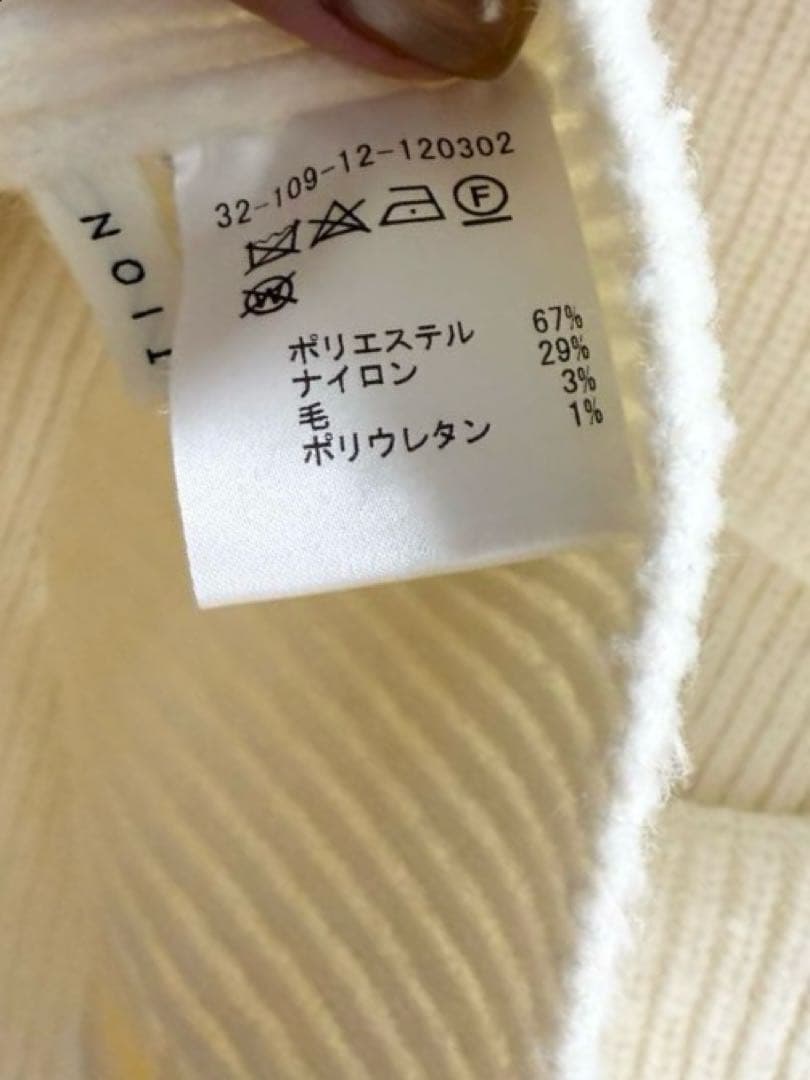 32-109-12-120302
F
W
ポリエステル 67%
ナイロン 29%
毛 3%
ポリウレタン 1%
NOI